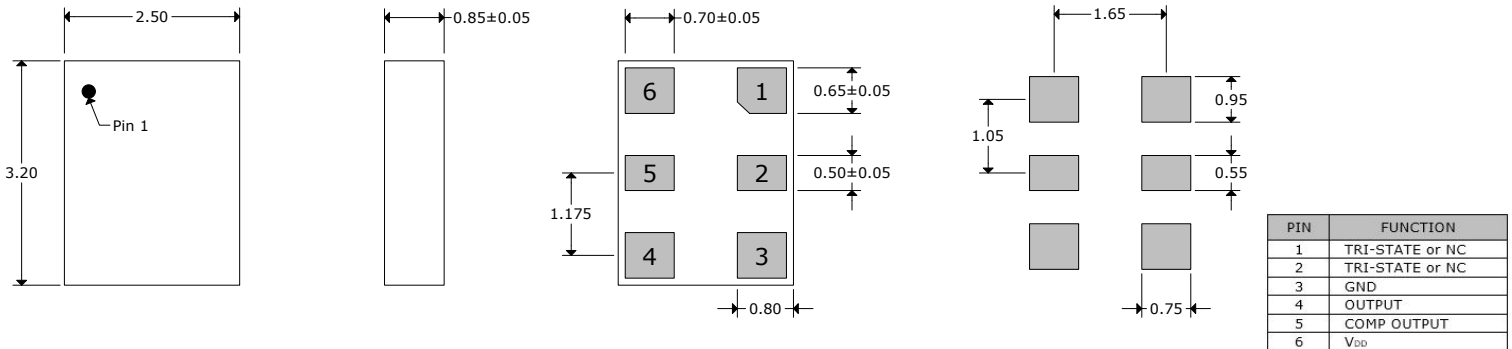 2.50
Pin 1
3.20
0.85±0.05
0.70±0.05
6
1
5
2
4
3
0.65±0.05
0.50±0.05
1.175
0.80
1.65
0.95
1.05
0.55
0.75
PIN FUNCTION
1 TRI-STATE or NC
2 TRI-STATE or NC
3 GND
4 OUTPUT
5 COMP OUTPUT
6 VDD